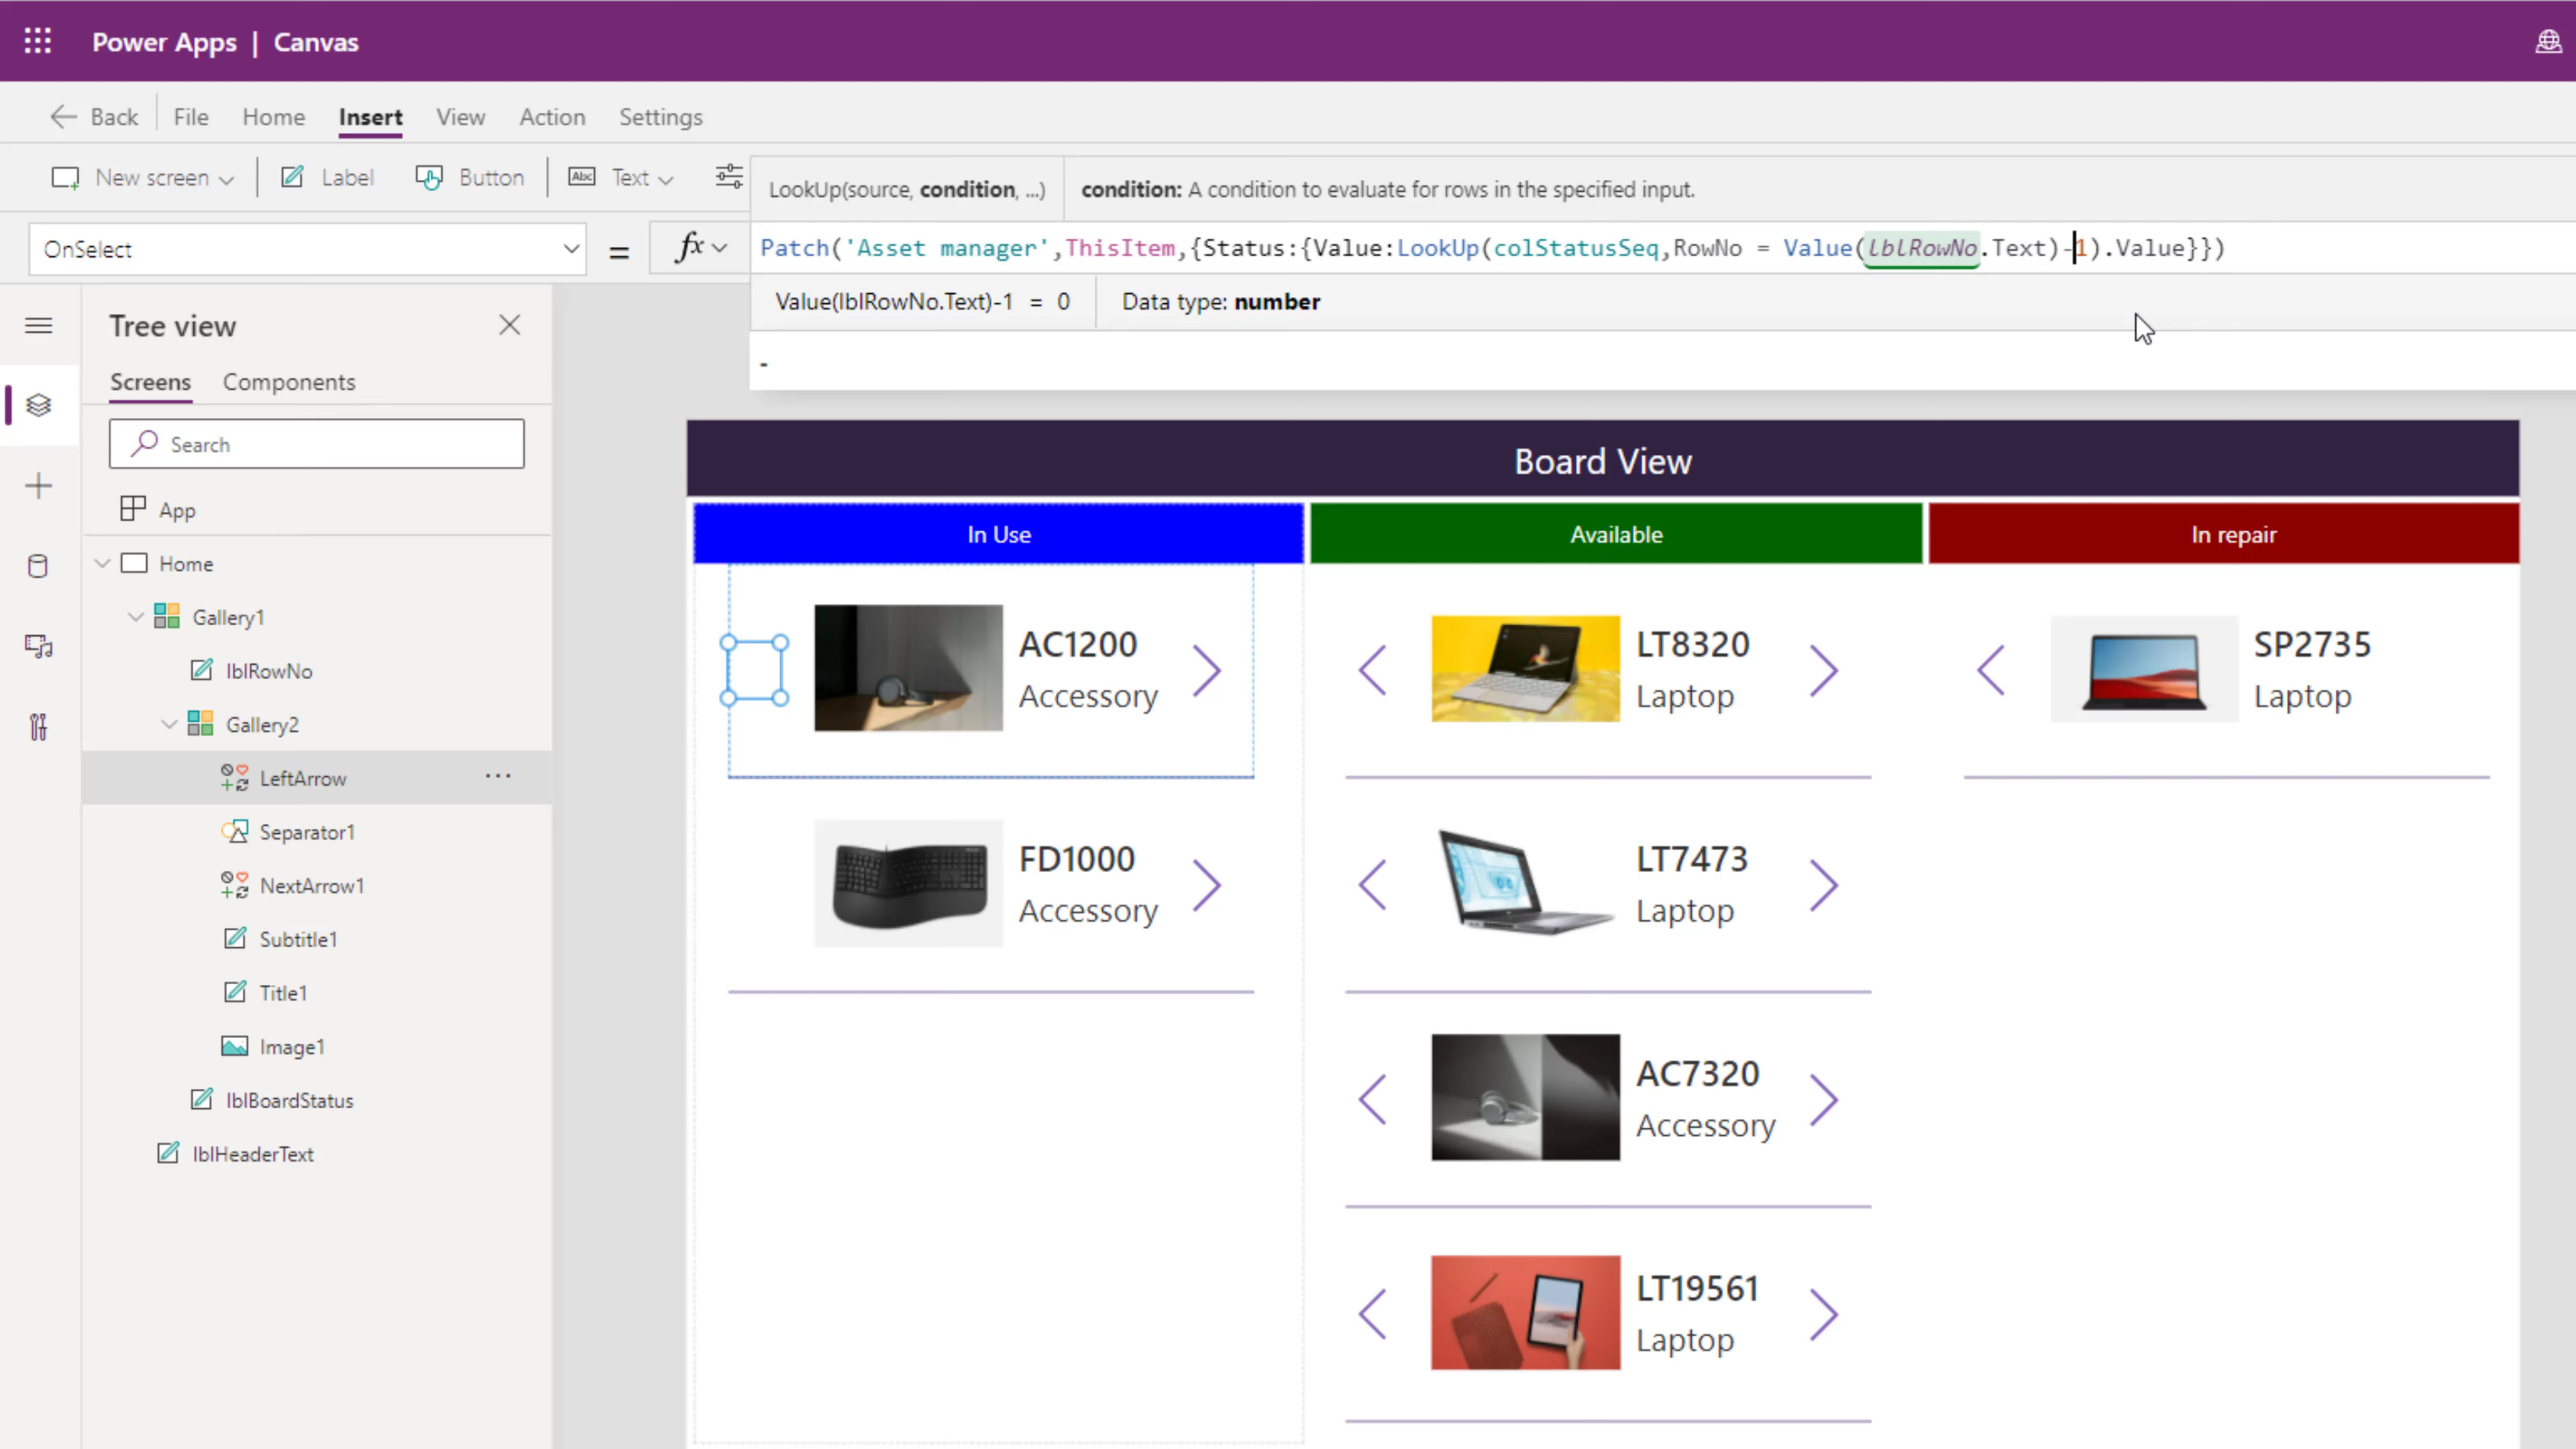 Power Apps | Canvas
Back File Home Insert View Action Settings
New screen Label Button Abc Text
LookUp(source, condition, ...) condition: A condition to evaluate for rows in the specified input.
OnSelect = fx Patch('Asset manager',ThisItem,{Status:{Value:LookUp(colStatusSeq,RowNo = Value(lblRowNo.Text)-1).Value}})
Value(lblRowNo.Text)-1 = 0 Data type: number
-
Tree view
Screens Components
Search
App
Home
Gallery1
lblRowNo
Gallery2
LeftArrow ...
Separator1
NextArrow1
Subtitle1
Title1
Image1
lblBoardStatus
lblHeaderText
Board View
In Use
AC1200
Accessory
FD1000
Accessory
Available
LT8320
Laptop
LT7473
Laptop
AC7320
Accessory
LT19561
Laptop
In repair
SP2735
Laptop